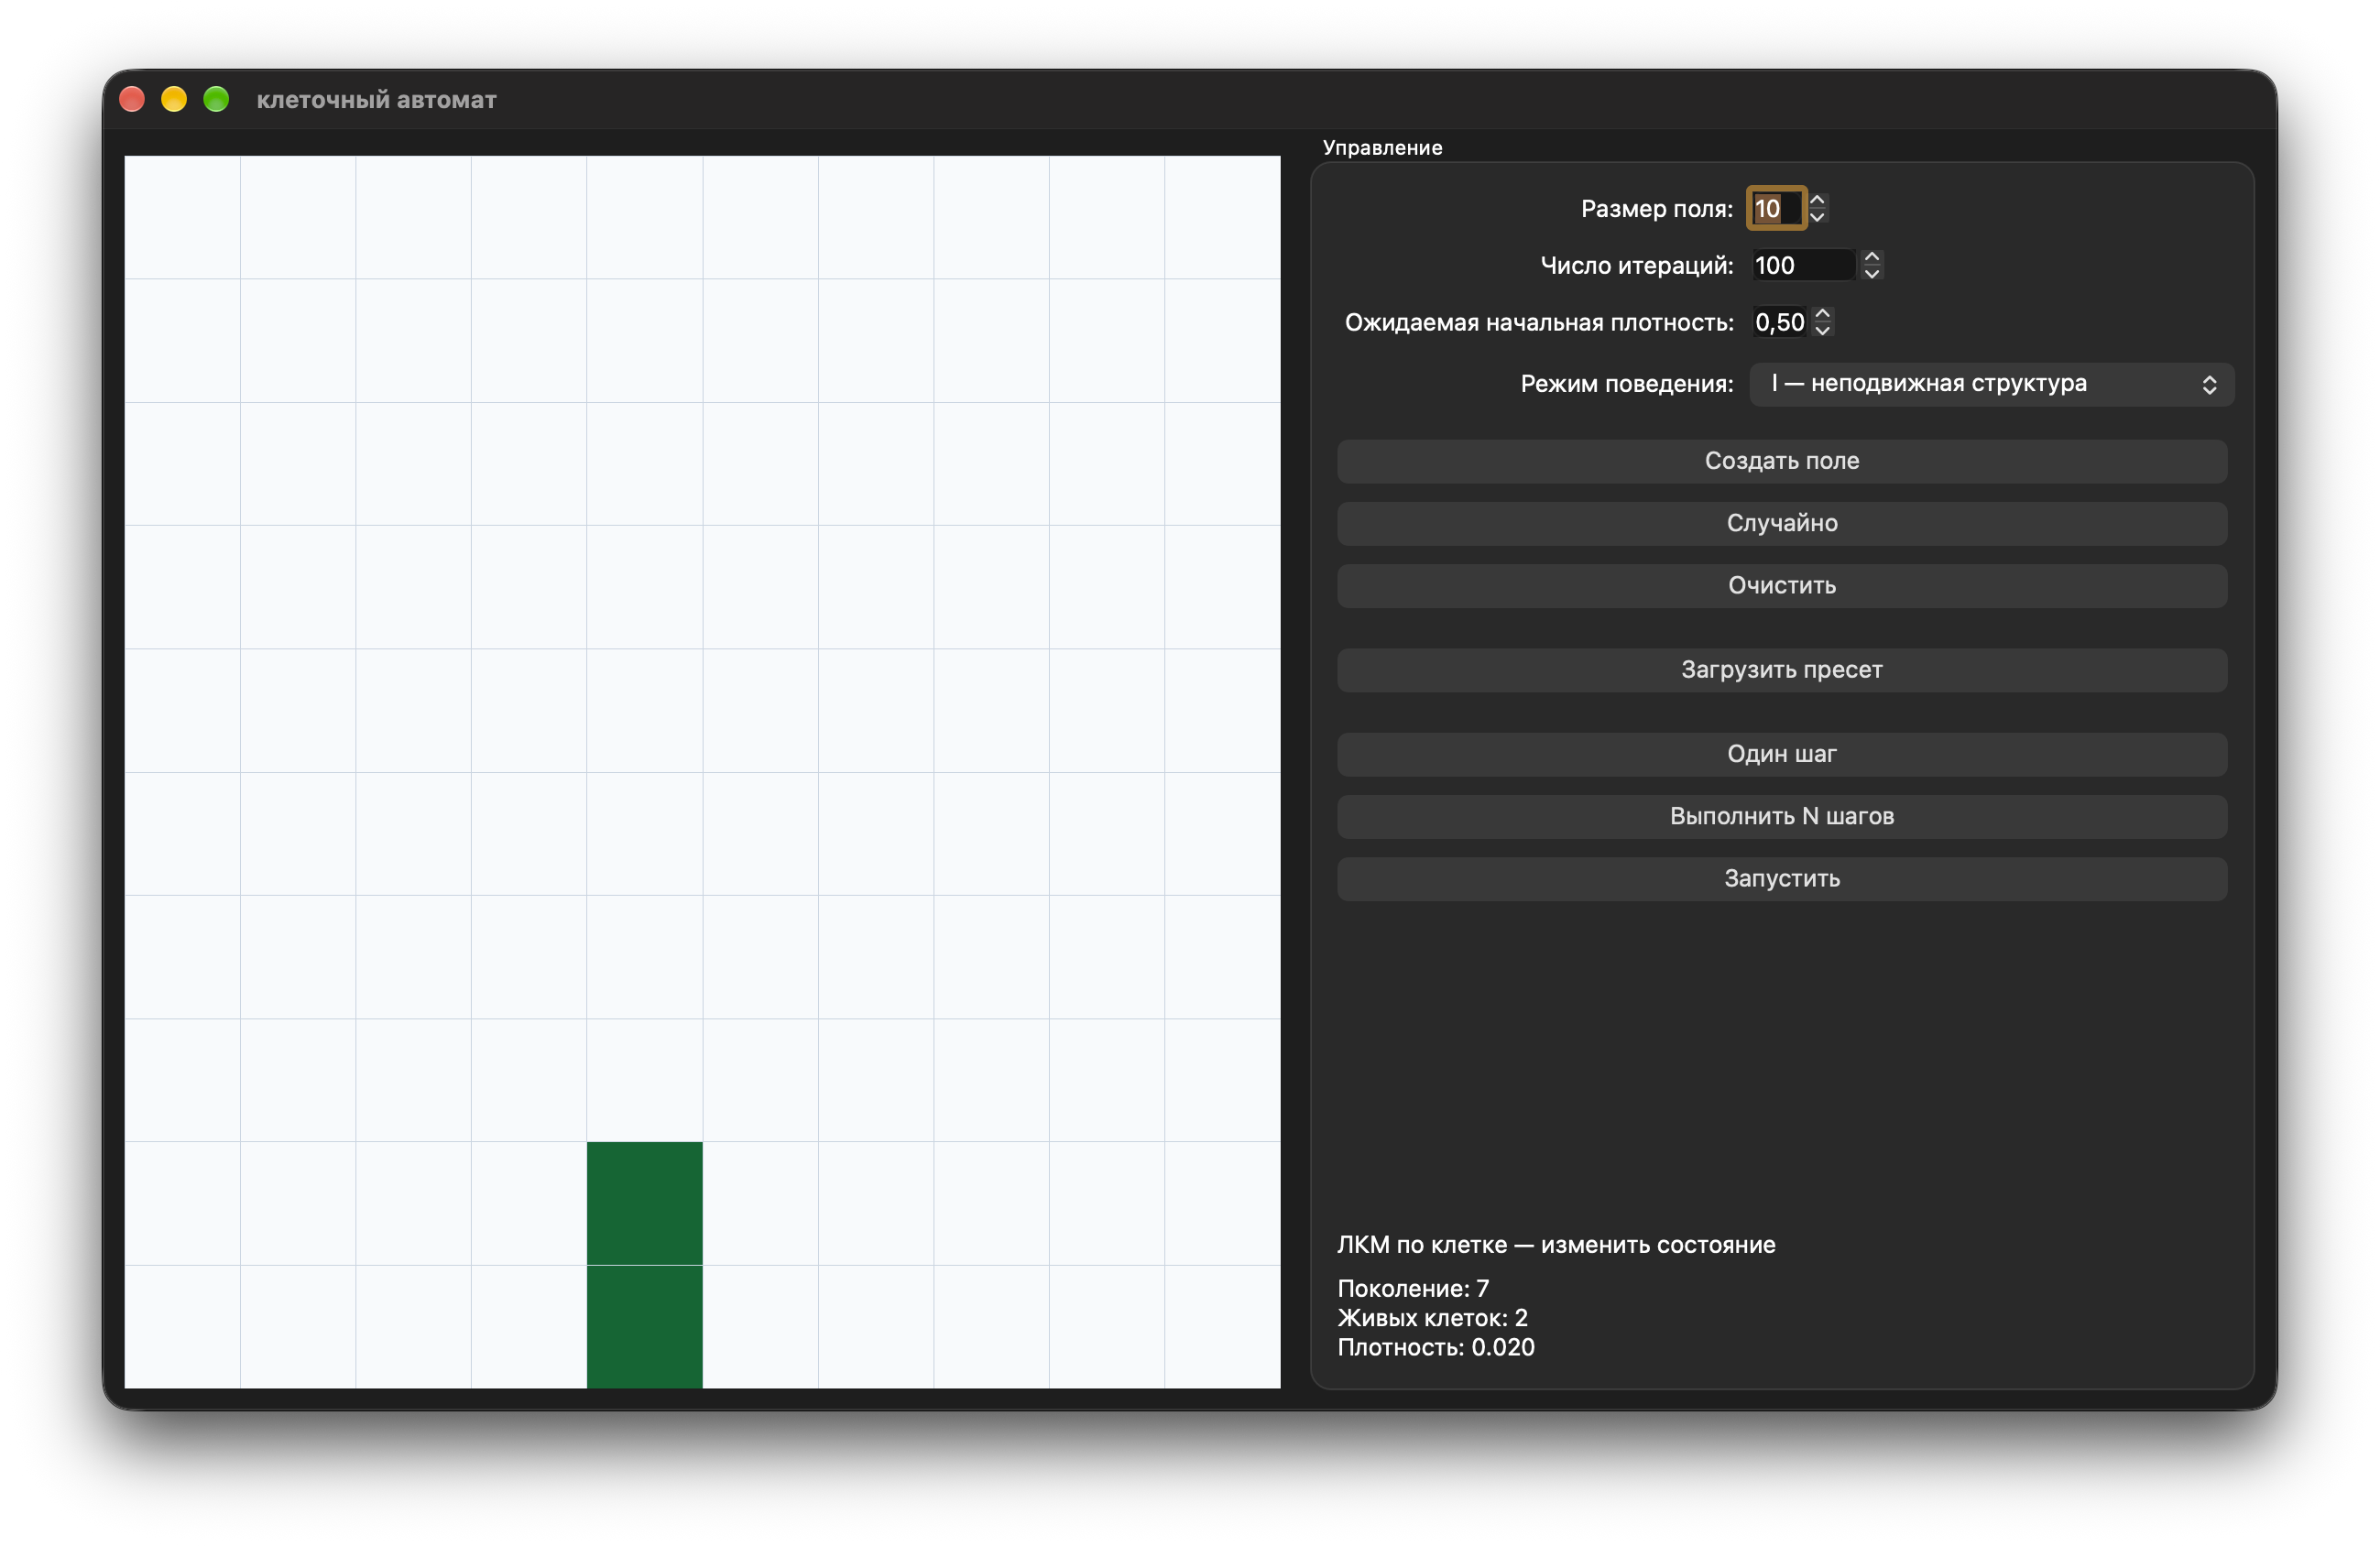 клеточный автомат
Управление
Размер поля: 10
Число итераций: 100
Ожидаемая начальная плотность: 0,50
Режим поведения: I — неподвижная структура
Создать поле
Случайно
Очистить
Загрузить пресет
Один шаг
Выполнить N шагов
Запустить
ЛКМ по клетке — изменить состояние
Поколение: 7
Живых клеток: 2
Плотность: 0.020